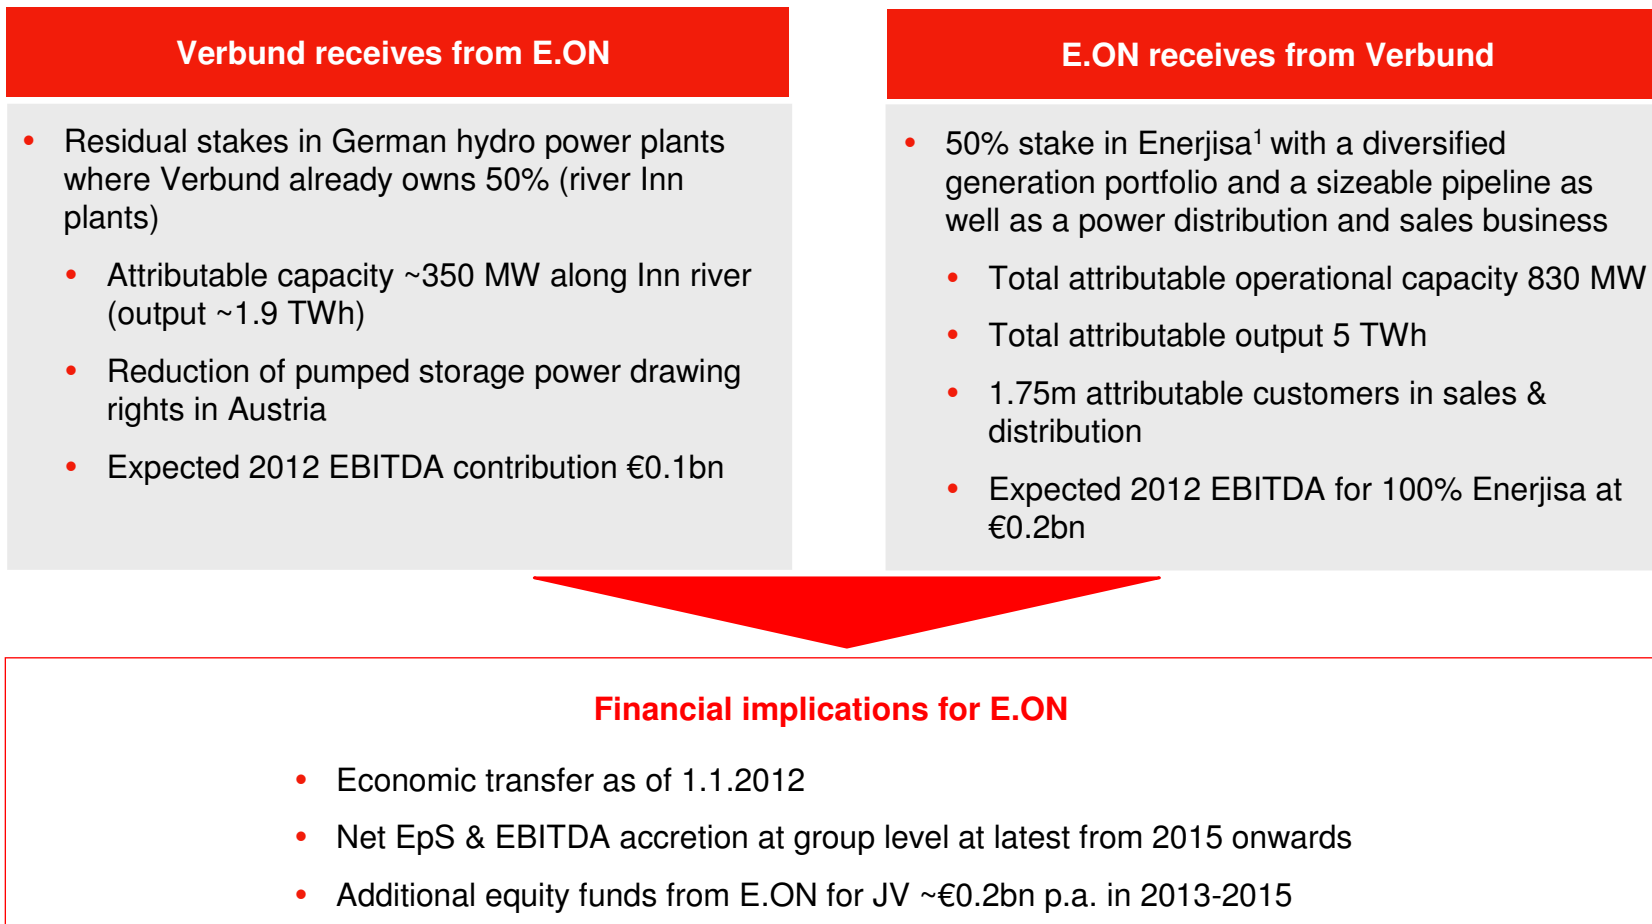 Verbund receives from E.ON
• Residual stakes in German hydro power plants
where Verbund already owns 50% (river Inn
plants)
• Attributable capacity ~350 MW along Inn river
(output ~1.9 TWh)
• Reduction of pumped storage power drawing
rights in Austria
• Expected 2012 EBITDA contribution €0.1bn
E.ON receives from Verbund
• 50% stake in Enerjisa¹ with a diversified
generation portfolio and a sizeable pipeline as
well as a power distribution and sales business
• Total attributable operational capacity 830 MW
• Total attributable output 5 TWh
• 1.75m attributable customers in sales &
distribution
• Expected 2012 EBITDA for 100% Enerjisa at
€0.2bn
Financial implications for E.ON
• Economic transfer as of 1.1.2012
• Net EpS & EBITDA accretion at group level at latest from 2015 onwards
• Additional equity funds from E.ON for JV ~€0.2bn p.a. in 2013-2015